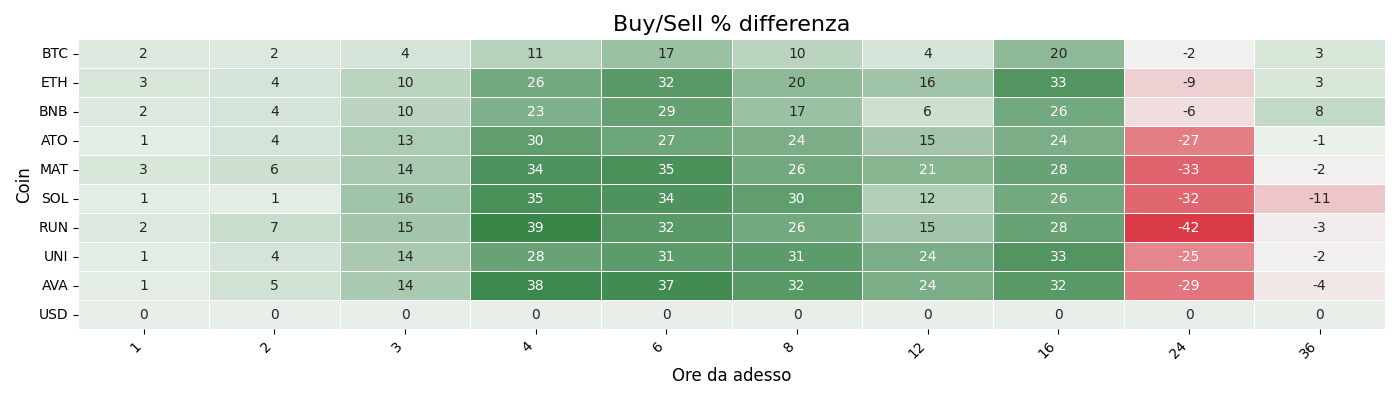 Buy/Sell % differenza
Coin
BTC 2 2 4 11 17 10 4 20 -2 3
ETH 3 4 10 26 32 20 16 33 -9 3
BNB 2 4 10 23 29 17 6 26 -6 8
ATO 1 4 13 30 27 24 15 24 -27 -1
MAT 3 6 14 34 35 26 21 28 -33 -2
SOL 1 1 16 35 34 30 12 26 -32 -11
RUN 2 7 15 39 32 26 15 28 -42 -3
UNI 1 4 14 28 31 31 24 33 -25 -2
AVA 1 5 14 38 37 32 24 32 -29 -4
USD 0 0 0 0 0 0 0 0 0 0
1 2 3 4 6 8 12 16 24 36
Ore da adesso